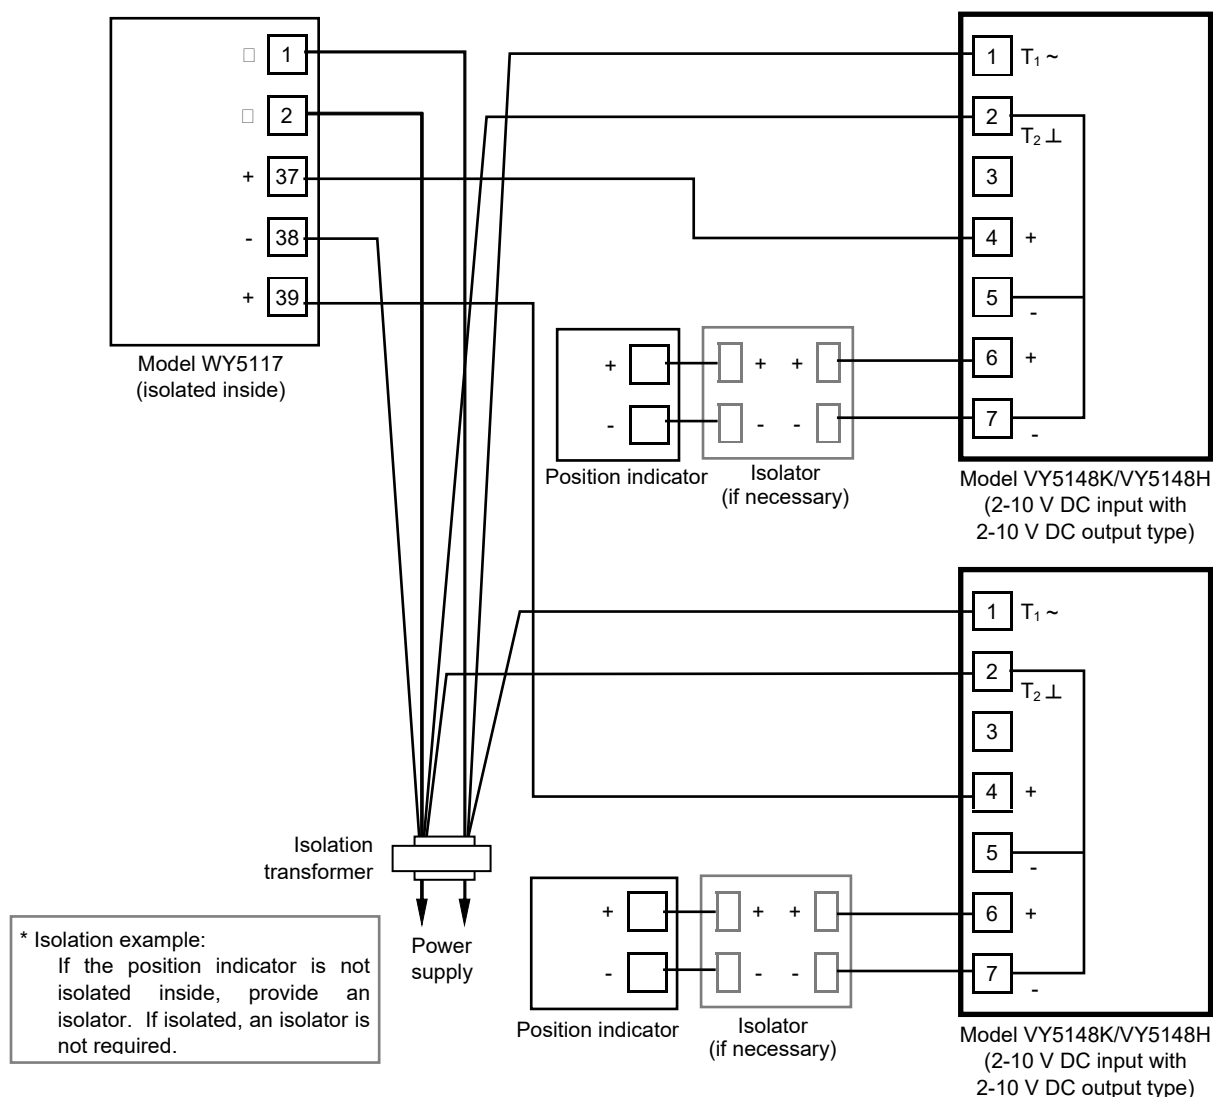 □ 1
□ 2
+ 37
- 38
+ 39
Model WY5117
(isolated inside)
1 T₁ ~
2
T₂ ⊥
3
4 +
5
-
6 +
7
-
+
-
+ +
- -
Position indicator
Isolator
(if necessary)
Model VY5148K/VY5148H
(2-10 V DC input with
2-10 V DC output type)
1 T₁ ~
2
T₂ ⊥
3
4 +
5
-
6 +
7
-
+
-
+ +
- -
Position indicator
Isolator
(if necessary)
Model VY5148K/VY5148H
(2-10 V DC input with
2-10 V DC output type)
Isolation
transformer
Power
supply
* Isolation example:
If the position indicator is not
isolated inside, provide an
isolator. If isolated, an isolator is
not required.